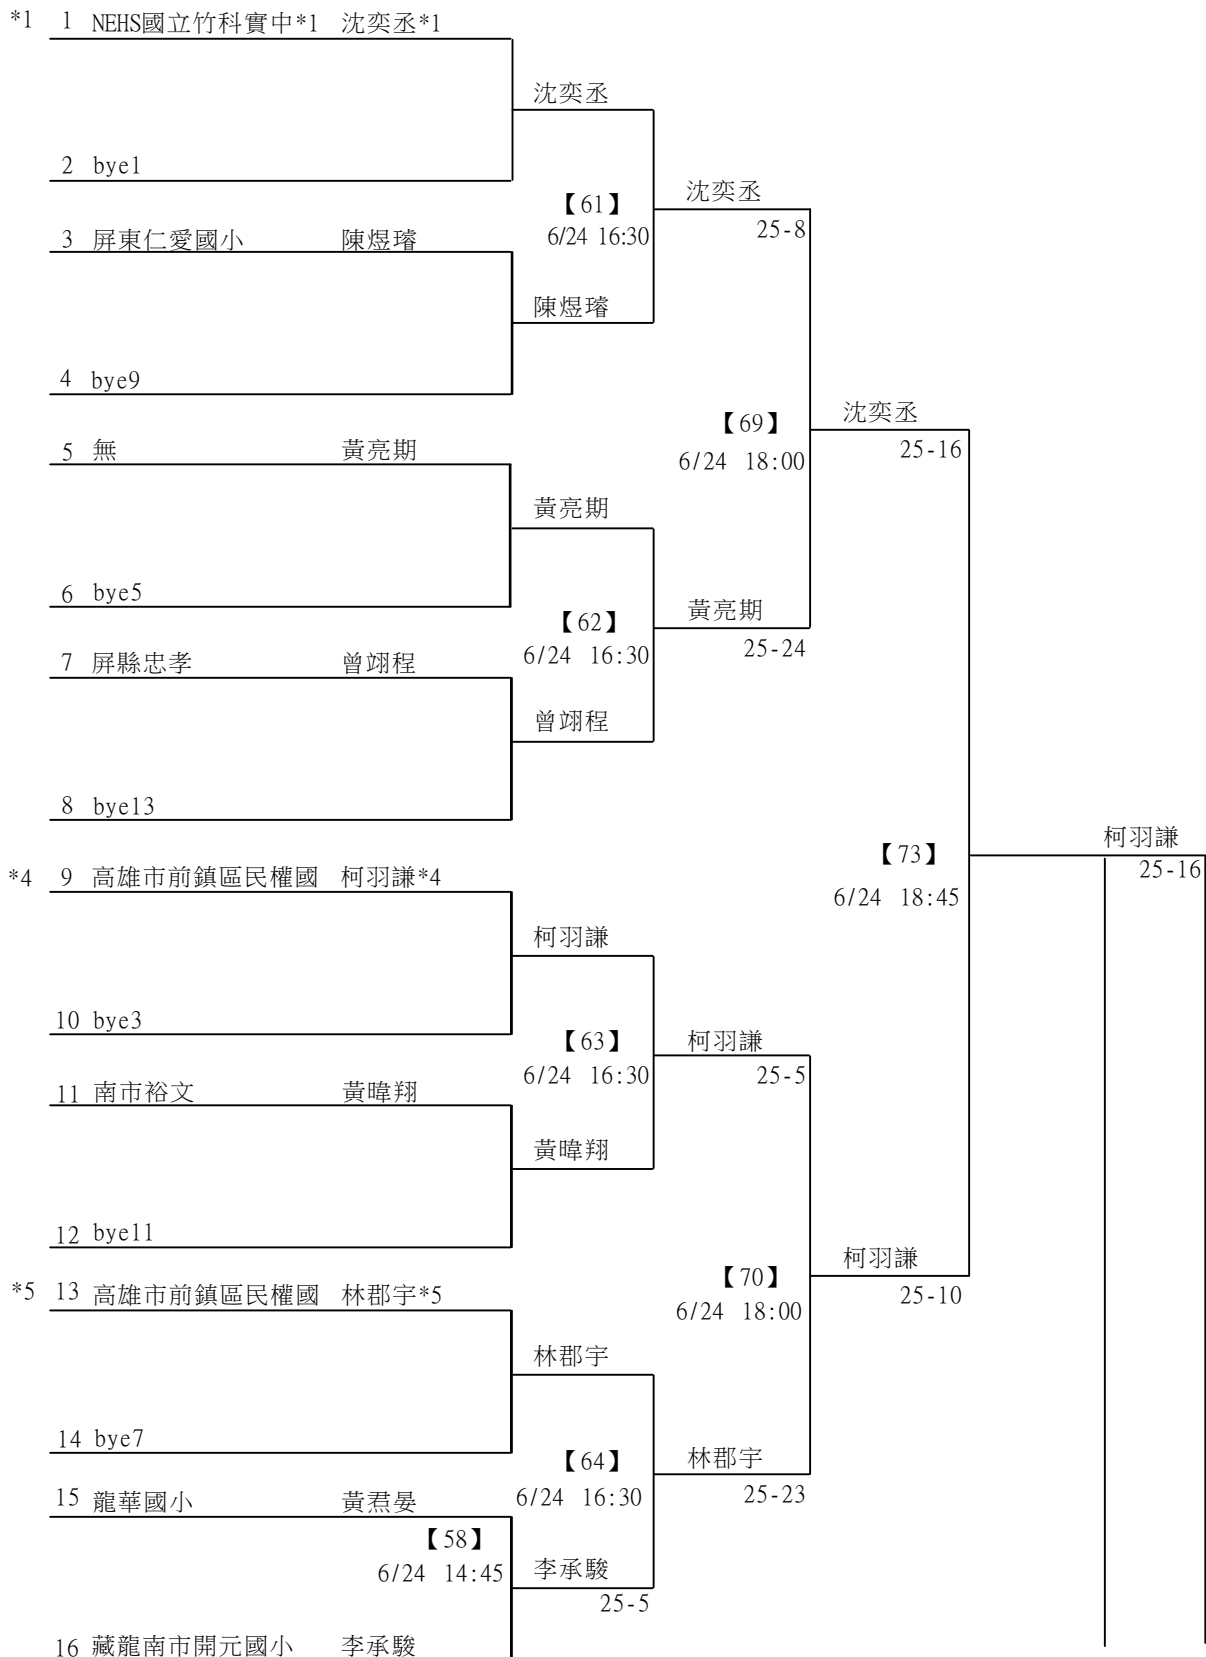 *1 1 NEHS國立竹科實中*1 沈奕丞*1
沈奕丞
2 bye1
【61】
沈奕丞
3 屏東仁愛國小 陳煜璿
6/24 16:30
25-8
陳煜璿
4 bye9
【69】
沈奕丞
5 無 黃亮期
6/24 18:00
25-16
黃亮期
6 bye5
【62】
黃亮期
7 屏縣忠孝 曾翊程
6/24 16:30
25-24
曾翊程
8 bye13
【73】
柯羽謙
25-16
*4 9 高雄市前鎮區民權國 柯羽謙*4
6/24 18:45
柯羽謙
10 bye3
【63】
柯羽謙
6/24 16:30
25-5
11 南市裕文 黃暐翔
黃暐翔
12 bye11
【70】
柯羽謙
*5 13 高雄市前鎮區民權國 林郡宇*5
6/24 18:00
25-10
林郡宇
14 bye7
【64】
林郡宇
15 龍華國小 黃焄晏
6/24 16:30
25-23
【58】
6/24 14:45
李承駿
25-5
16 藏龍南市開元國小 李承駿